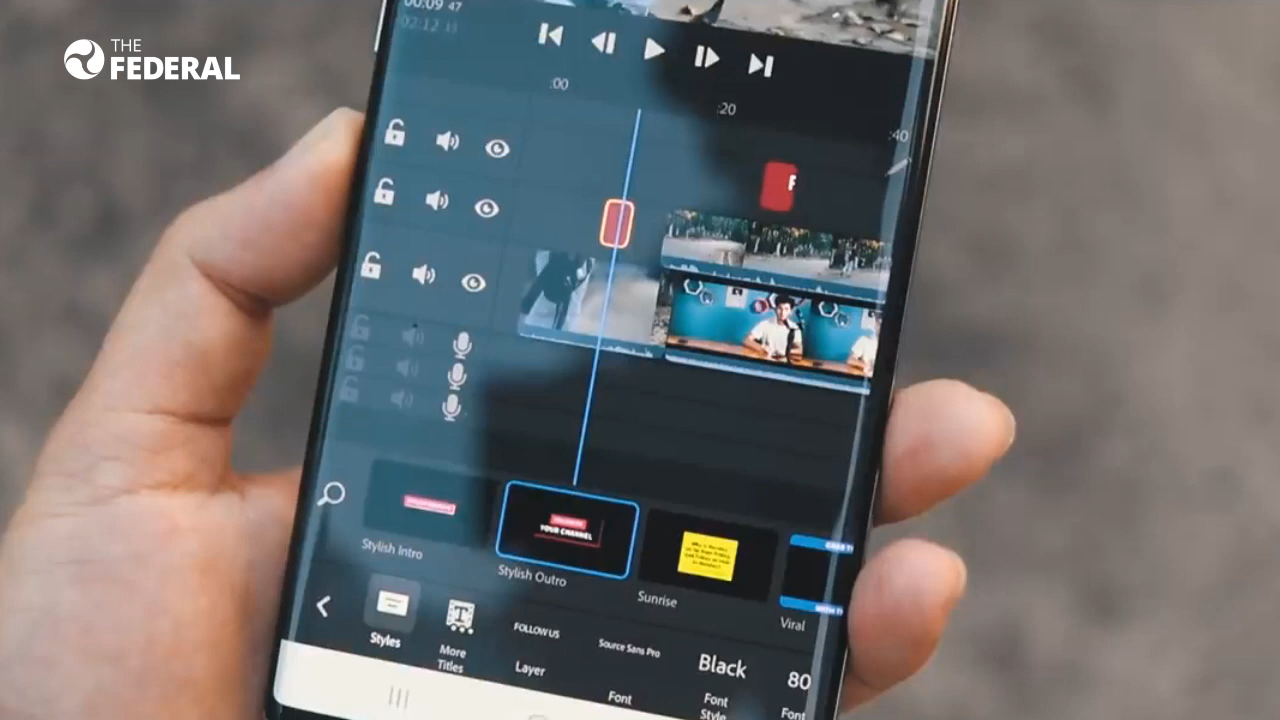 THE
FEDERAL
00:09 47
02:12
:00
:20
:40
F
YOUR CHANNEL
Stylish Intro
Stylish Outro
Sunrise
Viral
Styles
More
Titles
FOLLOW US
Layer
Source Sans Pro
Font
Black
Font
Style
80
Font